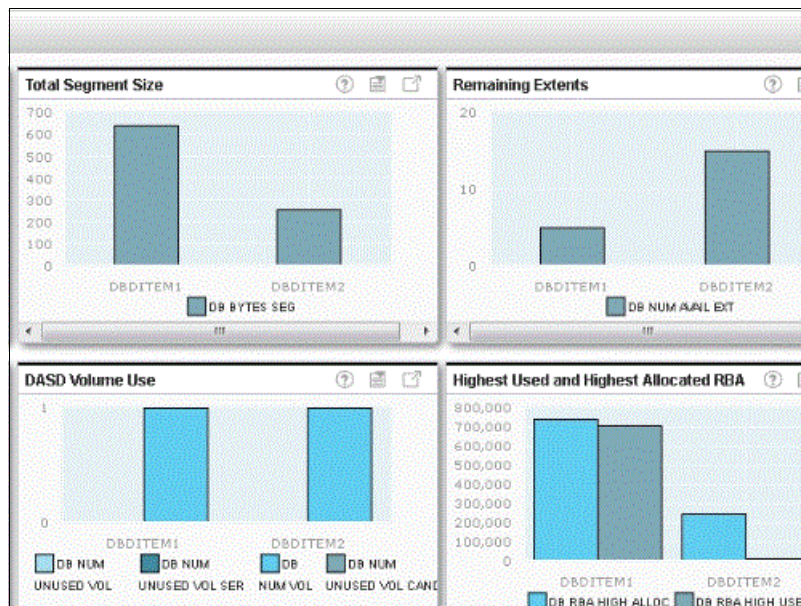 Total Segment Size
700
600
500
400
300
200
100
0
DBDITEM1 DBDITEM2
DB BYTES SEG
Remaining Extents
20
10
0
DBDITEM1 DBDITEM2
DB NUM AVAIL EXT
DASD Volume Use
1
0
DBDITEM1 DBDITEM2
DB NUM UNUSED VOL
DB NUM UNUSED VOL SER
DB NUM VOL
DB NUM UNUSED VOL CAND
Highest Used and Highest Allocated RBA
800,000
700,000
600,000
500,000
400,000
300,000
200,000
100,000
0
DBDITEM1 DBDITEM2
DB RBA HIGH ALLOC DB RBA HIGH USE